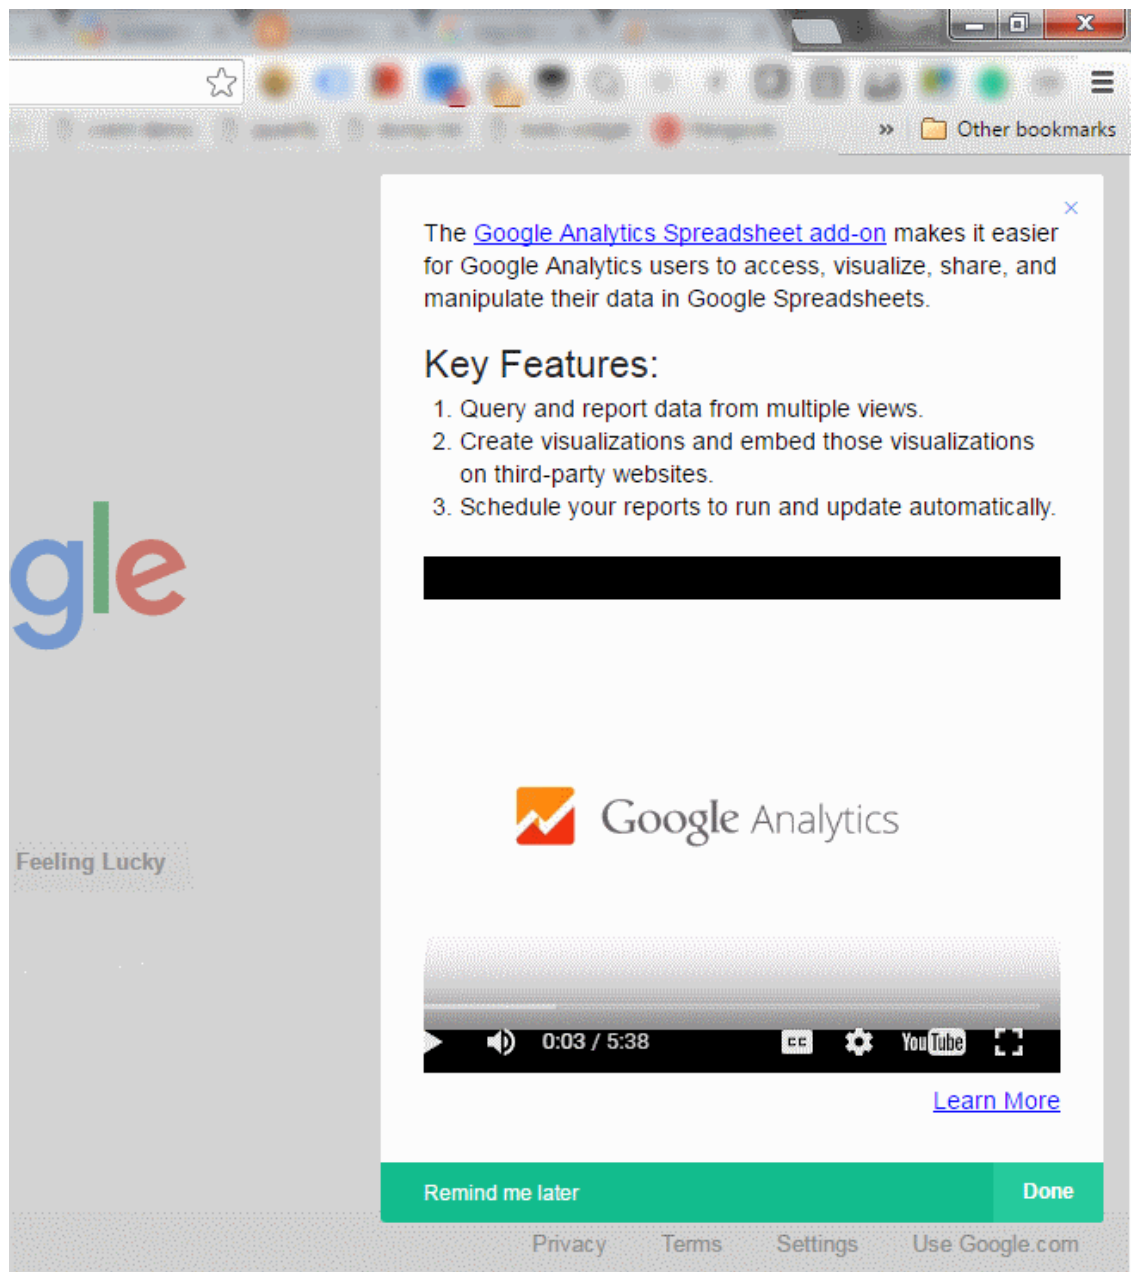 » Other bookmarks
×
The Google Analytics Spreadsheet add-on makes it easier
for Google Analytics users to access, visualize, share, and
manipulate their data in Google Spreadsheets.
Key Features:
1. Query and report data from multiple views.
2. Create visualizations and embed those visualizations
on third-party websites.
3. Schedule your reports to run and update automatically.
gle
Google Analytics
Feeling Lucky
0:03 / 5:38 CC YouTube
Learn More
Remind me later Done
Privacy Terms Settings Use Google.com